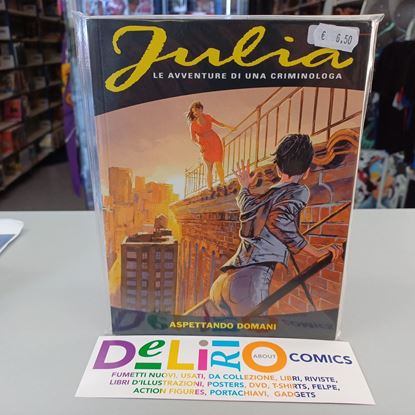 Julia
€ 6,50
LE AVVENTURE DI UNA CRIMINOLOGA
ASPETTANDO DOMANI
DeLiRIO ABOUT COMICS
FUMETTI NUOVI, USATI, DA COLLEZIONE, LIBRI, RIVISTE,
LIBRI D'ILLUSTRAZIONI, POSTERS, DVD, T-SHIRTS, FELPE,
ACTION FIGURES, PORTACHIAVI, GADGETS